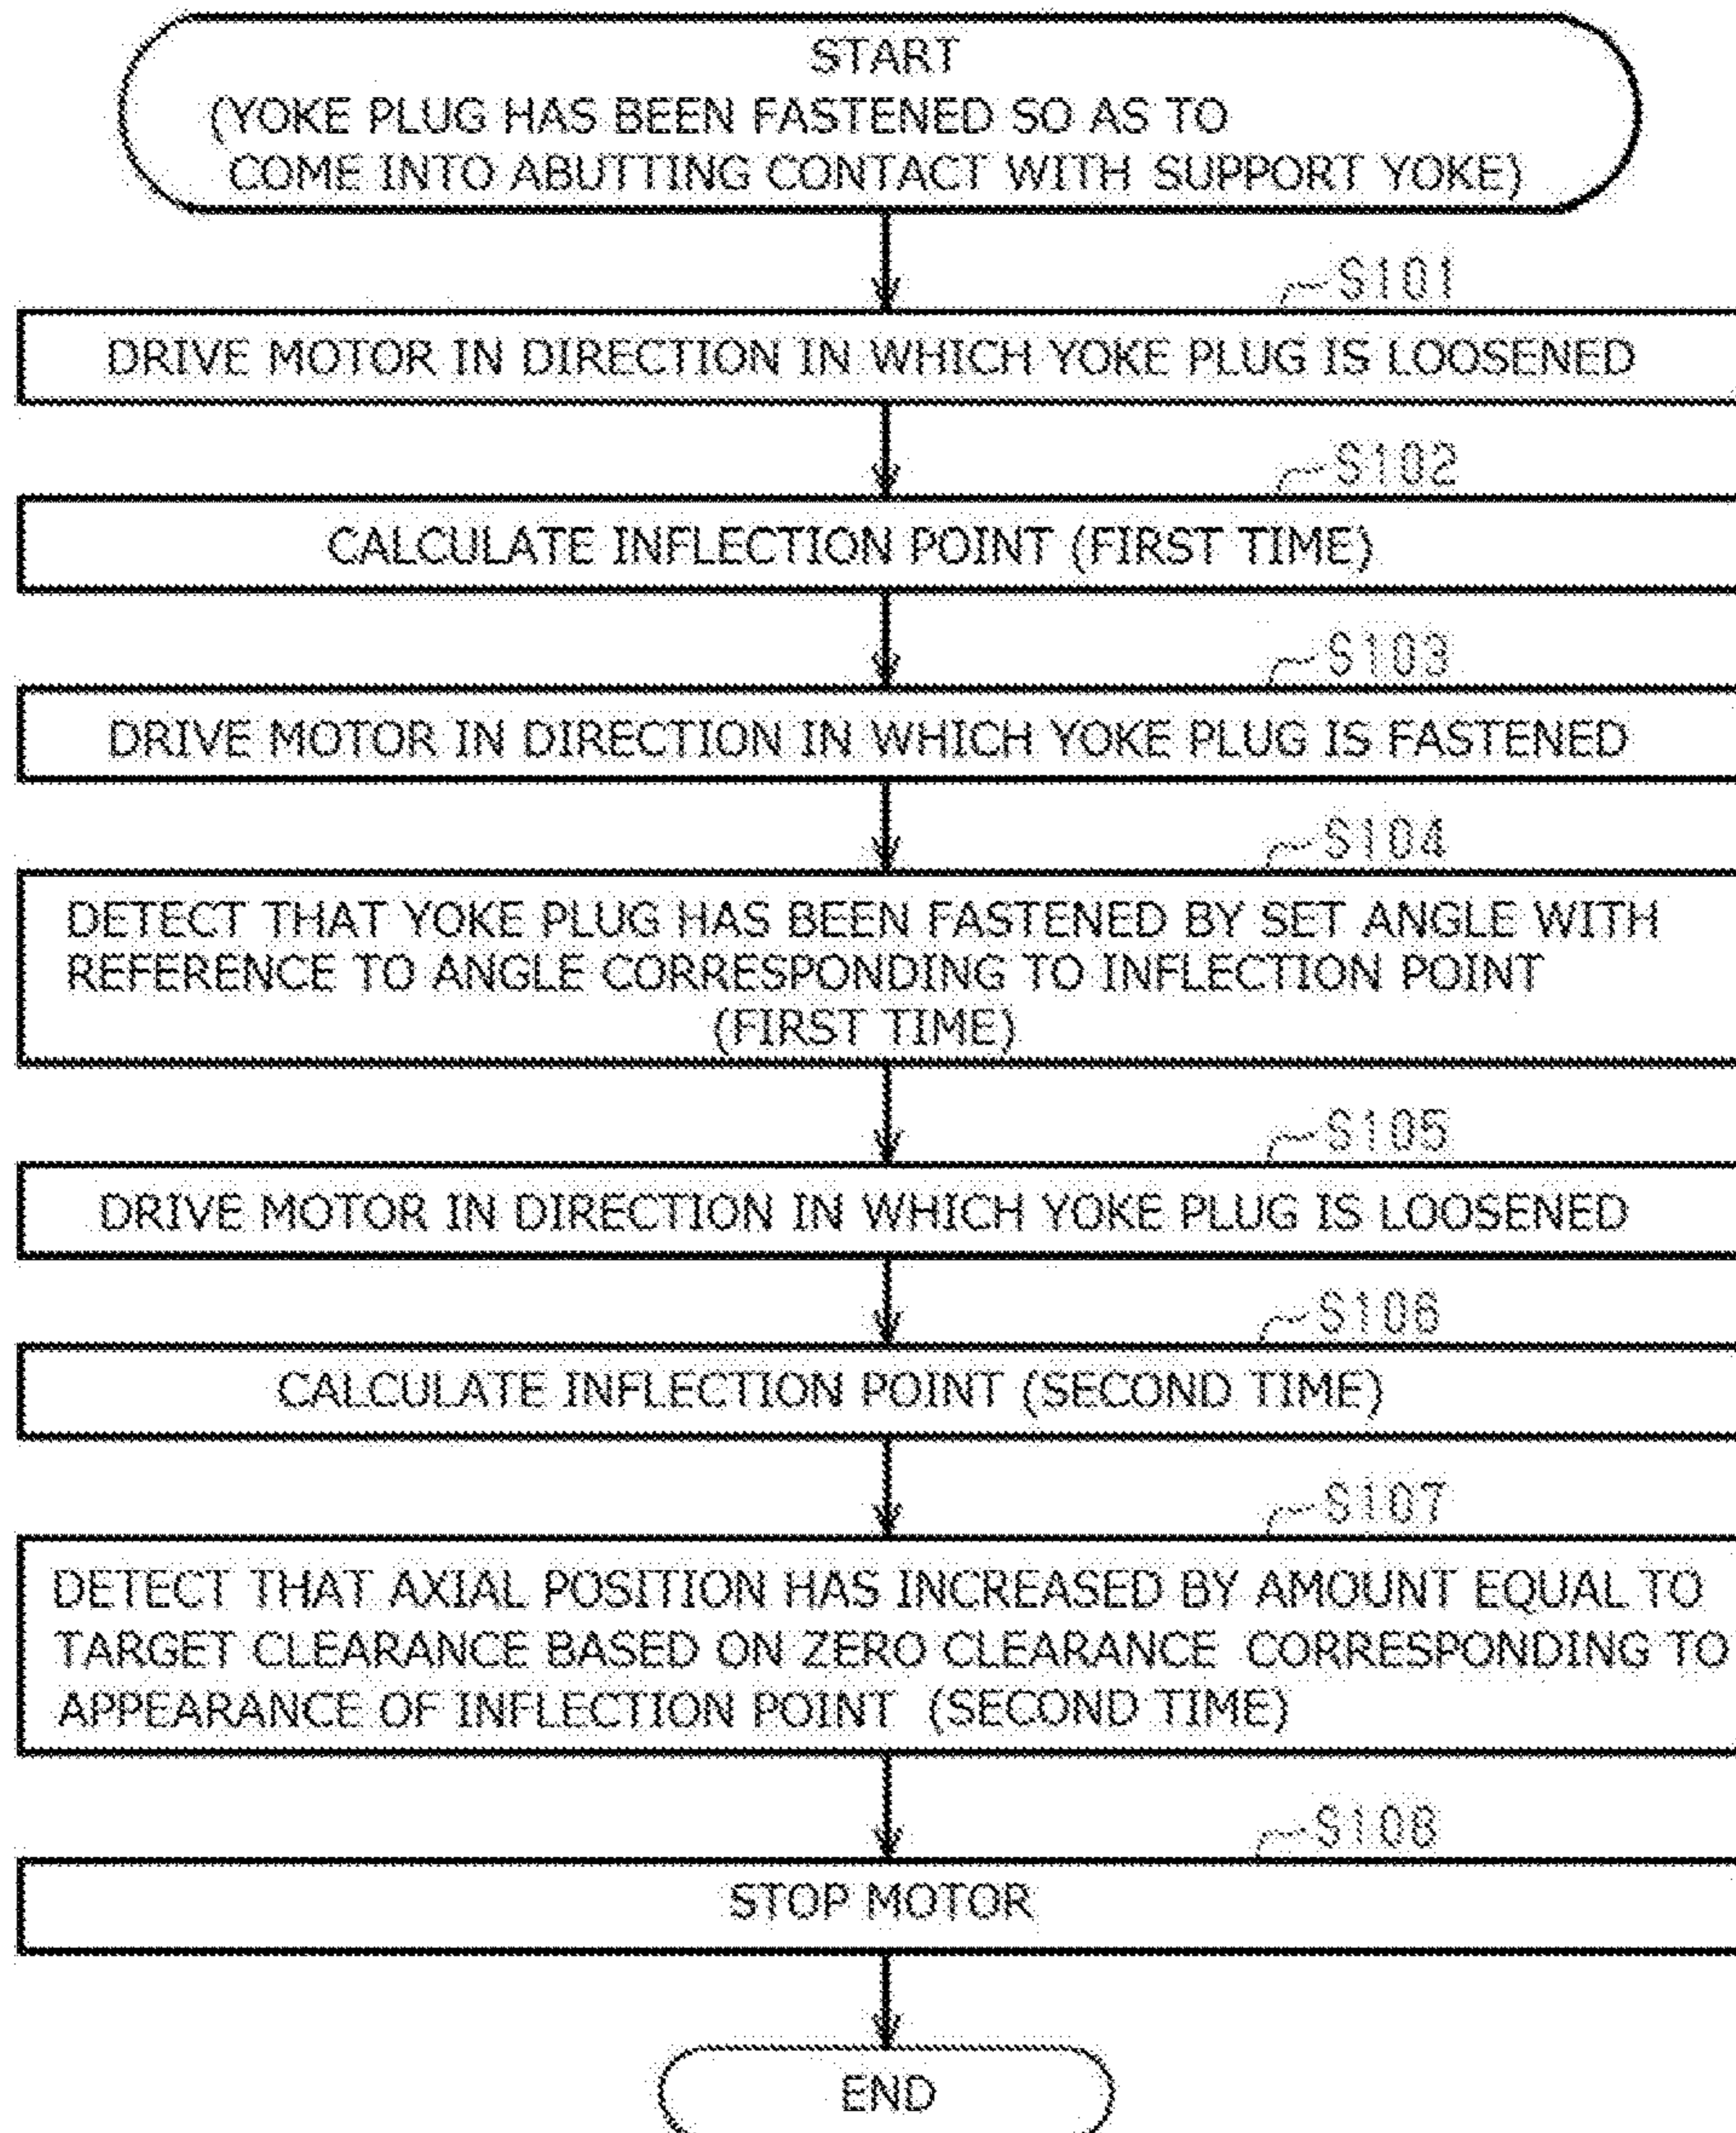 START
(YOKE PLUG HAS BEEN FASTENED SO AS TO
COME INTO ABUTTING CONTACT WITH SUPPORT YOKE)
S101
DRIVE MOTOR IN DIRECTION IN WHICH YOKE PLUG IS LOOSENED
S102
CALCULATE INFLECTION POINT (FIRST TIME)
S103
DRIVE MOTOR IN DIRECTION IN WHICH YOKE PLUG IS FASTENED
S104
DETECT THAT YOKE PLUG HAS BEEN FASTENED BY SET ANGLE WITH
REFERENCE TO ANGLE CORRESPONDING TO INFLECTION POINT
(FIRST TIME)
S105
DRIVE MOTOR IN DIRECTION IN WHICH YOKE PLUG IS LOOSENED
S106
CALCULATE INFLECTION POINT (SECOND TIME)
S107
DETECT THAT AXIAL POSITION HAS INCREASED BY AMOUNT EQUAL TO
TARGET CLEARANCE BASED ON ZERO CLEARANCE CORRESPONDING TO
APPEARANCE OF INFLECTION POINT (SECOND TIME)
S108
STOP MOTOR
END